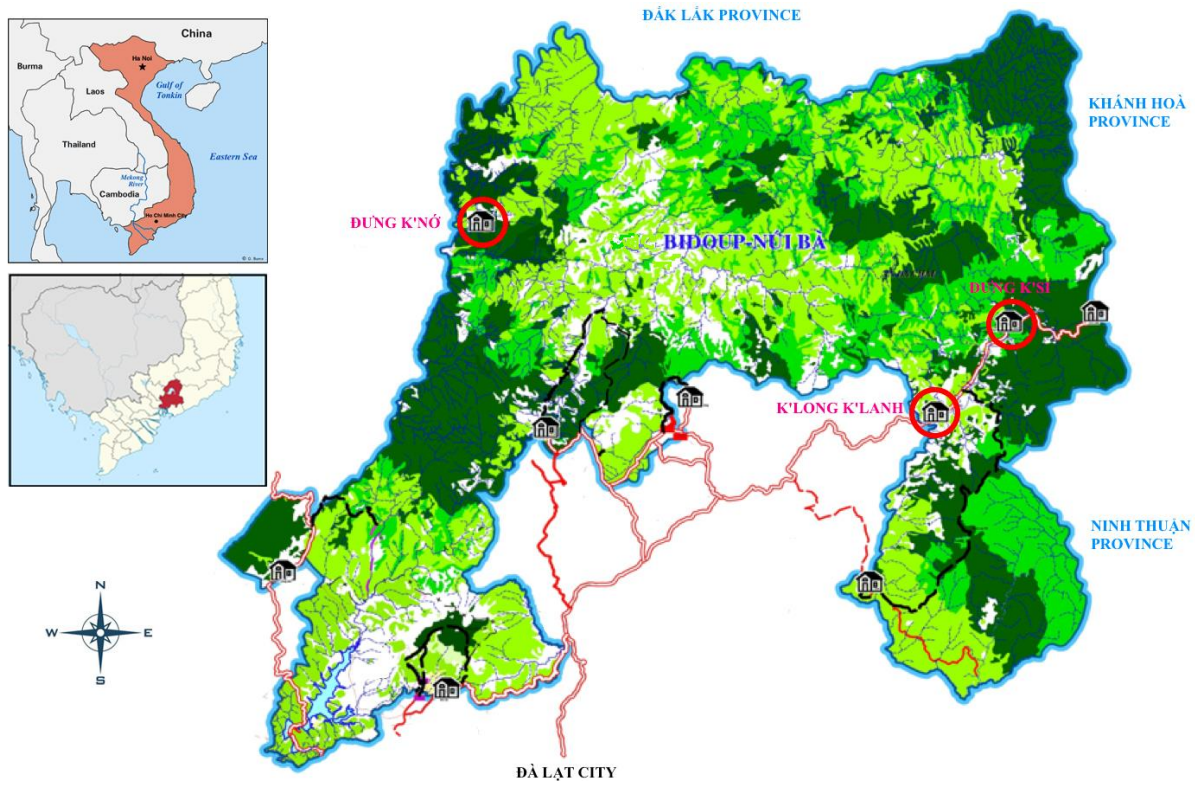 China
Burma
Ha Noi
Laos
Gulf of
Tonkin
Thailand
Eastern Sea
Mekong
River
Cambodia
Ho Chi Minh City
ĐẮK LẮK PROVINCE
KHÁNH HOÀ
PROVINCE
ĐƯNG K'NỚ
BIDOUP-NÚI BÀ
ĐƯNG K'SI
K'LONG K'LANH
NINH THUẬN
PROVINCE
N
W
E
S
ĐÀ LẠT CITY